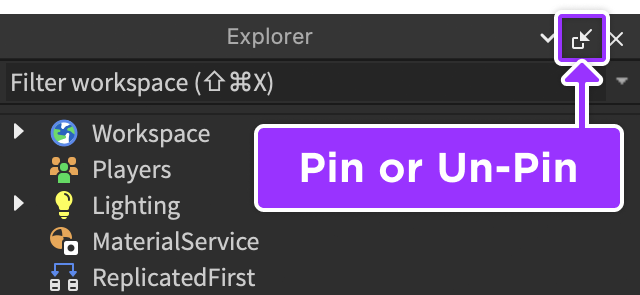 Explorer
Filter workspace (⇧⌘X)
Workspace
Pin or Un-Pin
Players
Lighting
MaterialService
ReplicatedFirst